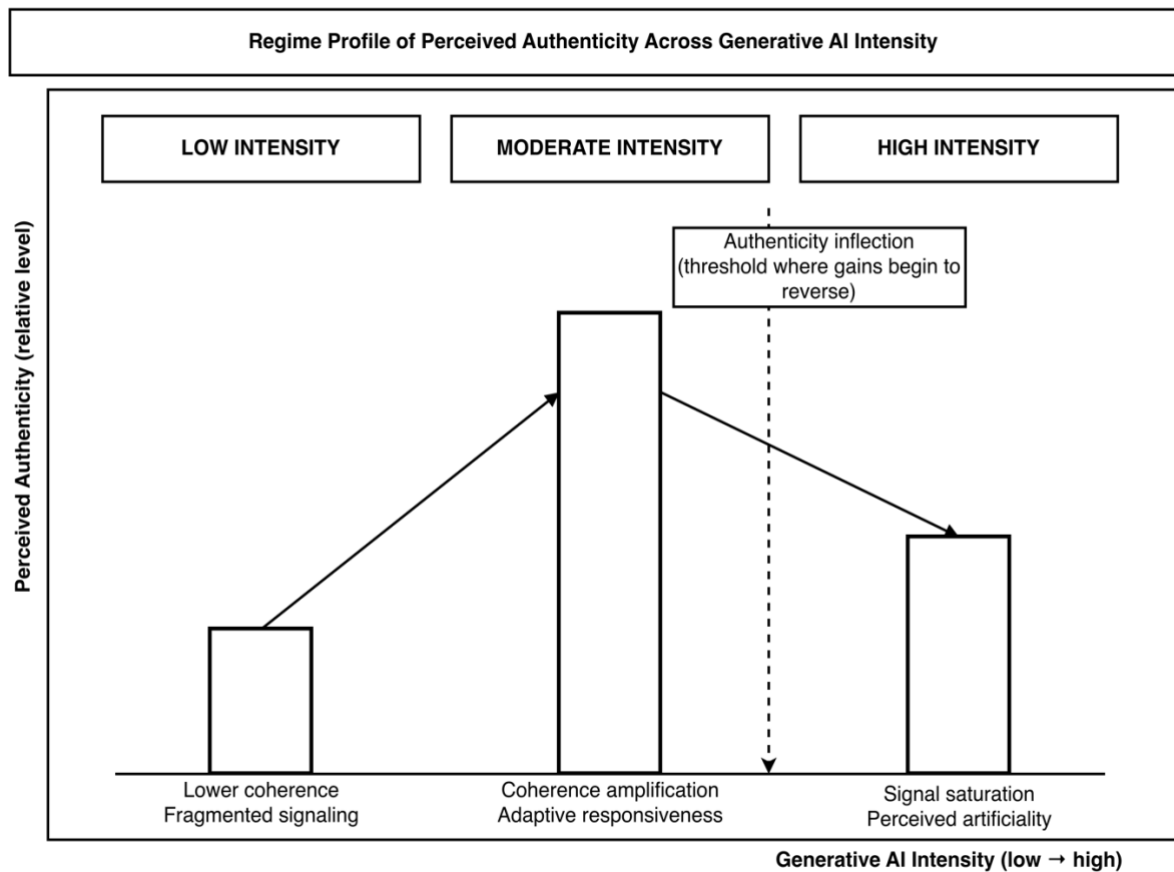 Regime Profile of Perceived Authenticity Across Generative AI Intensity
LOW INTENSITY
MODERATE INTENSITY
HIGH INTENSITY
Authenticity inflection
(threshold where gains begin to
reverse)
Perceived Authenticity (relative level)
Lower coherence
Fragmented signaling
Coherence amplification
Adaptive responsiveness
Signal saturation
Perceived artificiality
Generative AI Intensity (low → high)